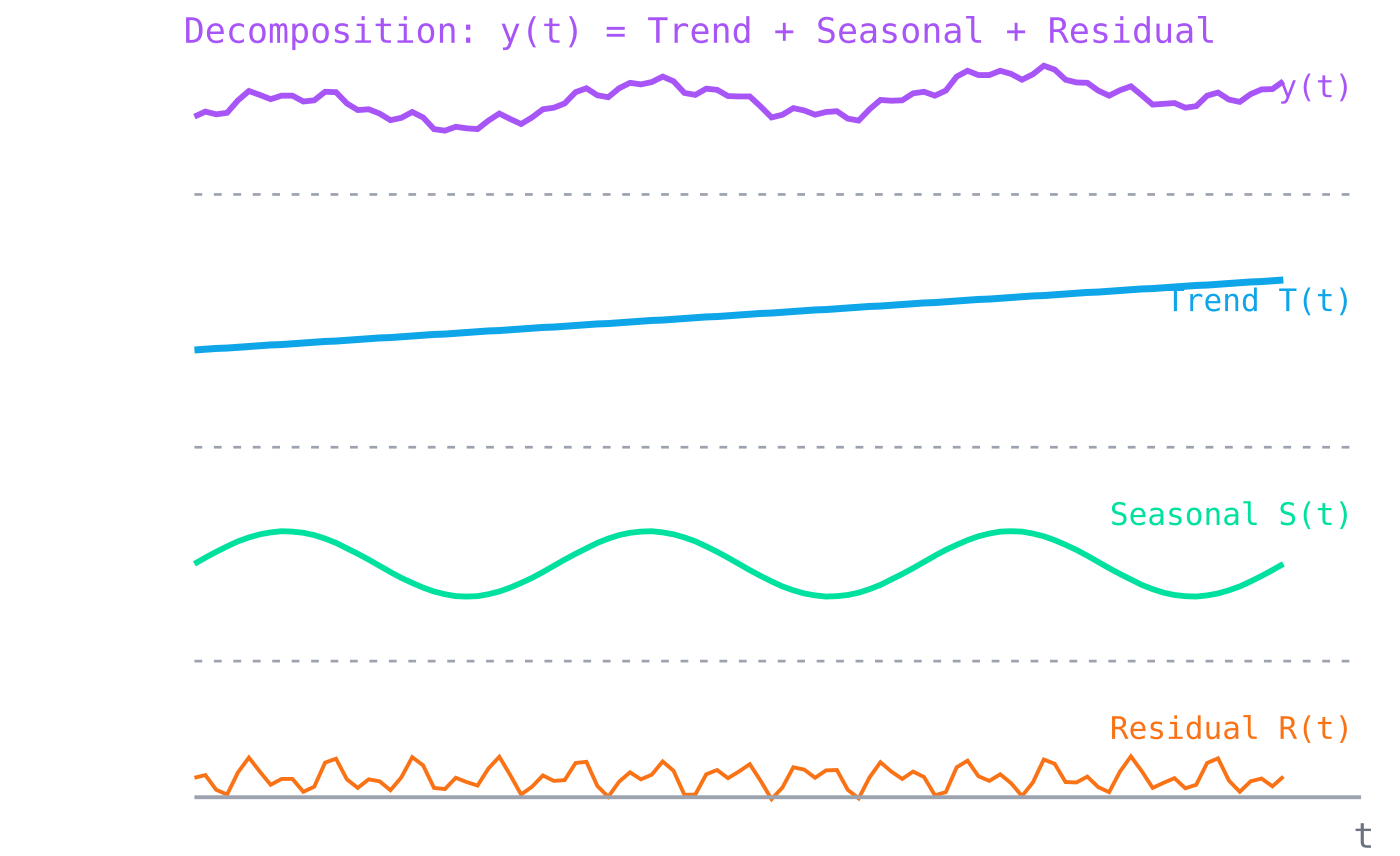 Decomposition: y(t) = Trend + Seasonal + Residual
y(t)
Trend T(t)
Seasonal S(t)
Residual R(t)
t